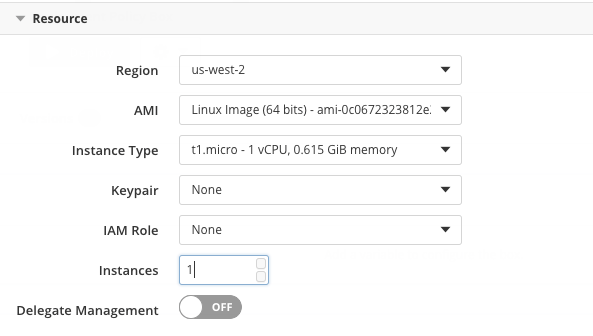 Resource
Region us-west-2
AMI Linux Image (64 bits) - ami-0c0672323812e
Instance Type t1.micro - 1 vCPU, 0.615 GiB memory
Keypair None
IAM Role None
Instances 1
Delegate Management OFF